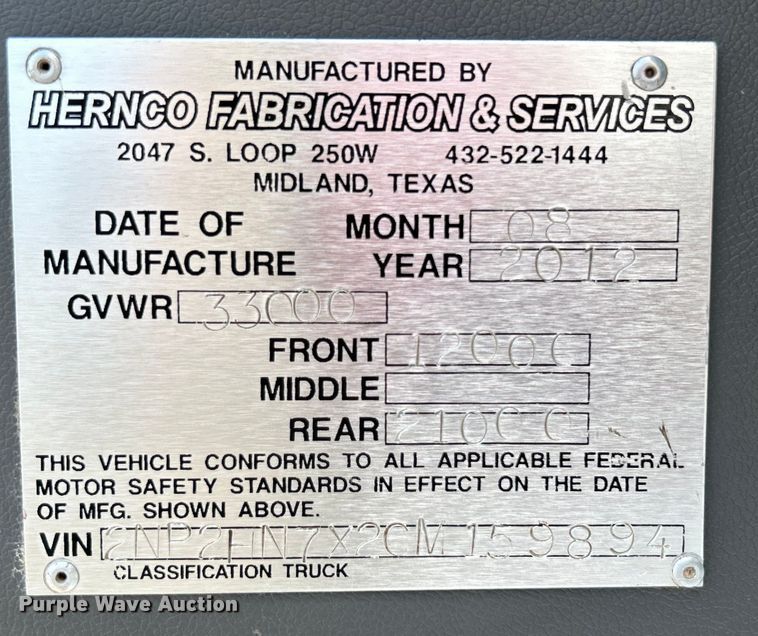 MANUFACTURED BY
HERNCO FABRICATION & SERVICES
2047 S. LOOP 250W 432-522-1444
MIDLAND, TEXAS
DATE OF MANUFACTURE
MONTH 08
YEAR 2012
GVWR 33000
FRONT 12000
MIDDLE
REAR 21000
THIS VEHICLE CONFORMS TO ALL APPLICABLE FEDERAL
MOTOR SAFETY STANDARDS IN EFFECT ON THE DATE
OF MFG. SHOWN ABOVE.
VIN 2NP2HN7X2CM159894
CLASSIFICATION TRUCK
Purple Wave Auction